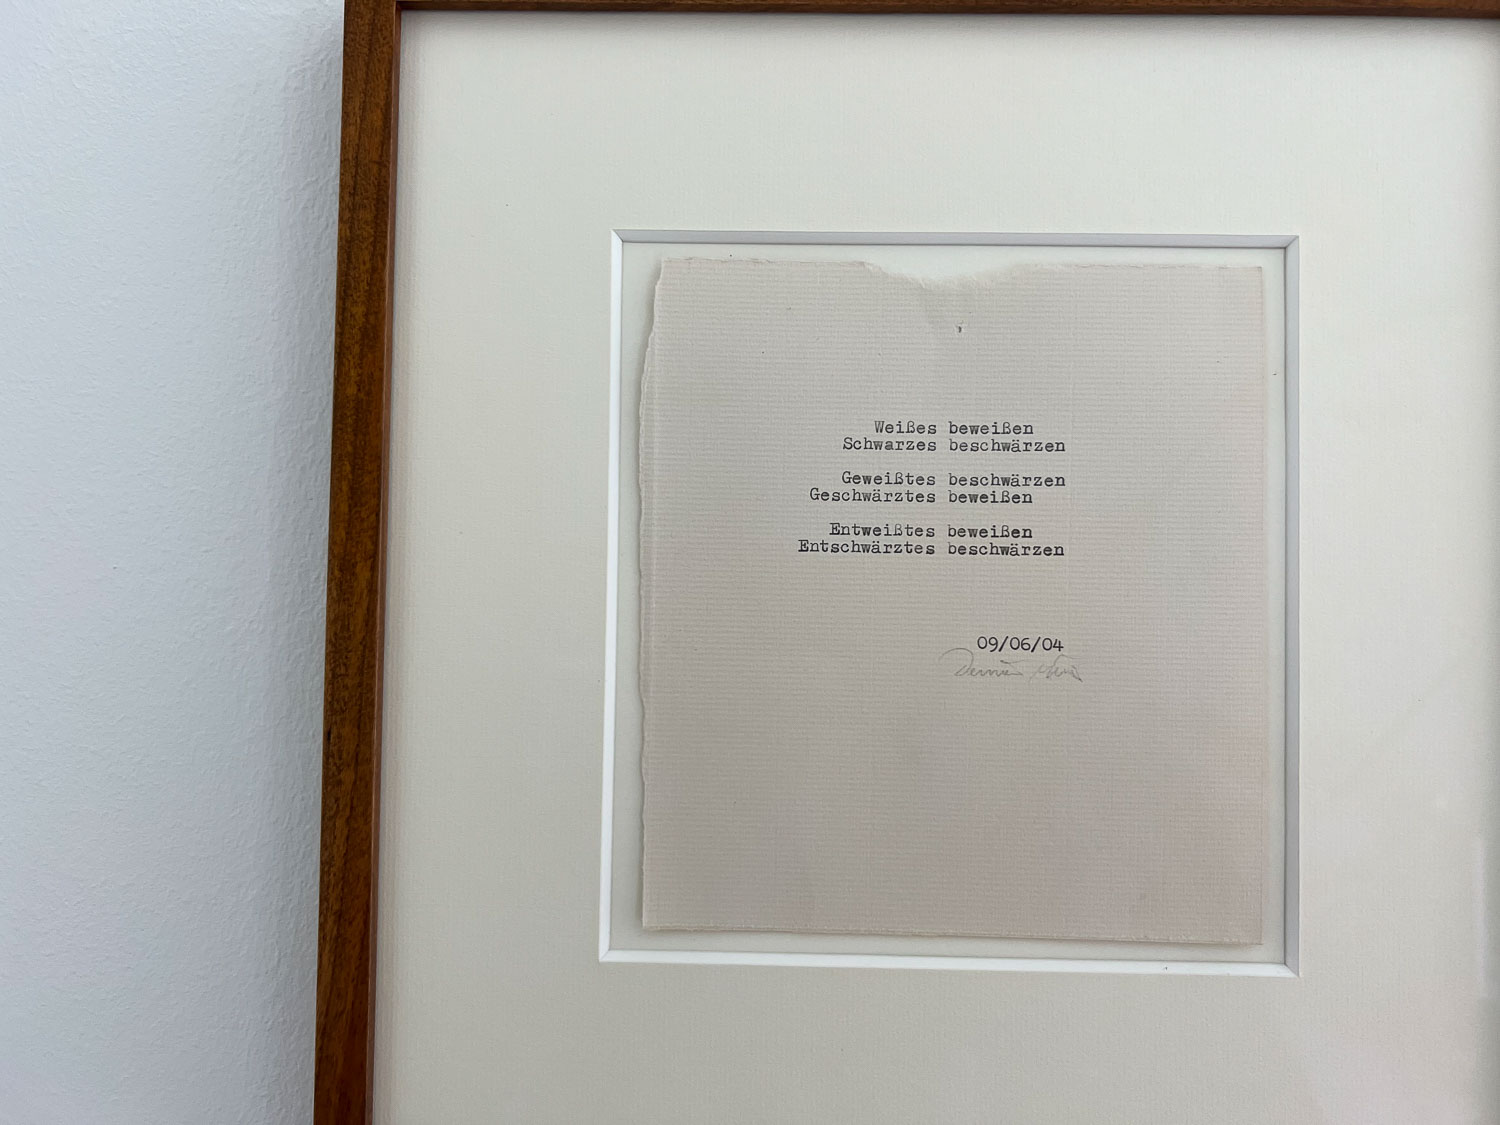 Weißes beweißen
Schwarzes beschwärzen
Geweißtes beschwärzen
Geschwärztes beweißen
Entweißtes beweißen
Entschwärztes beschwärzen
09/06/04